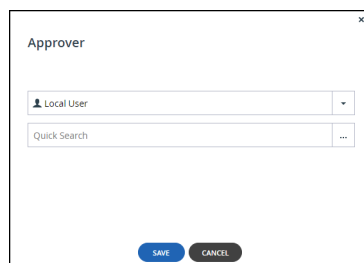 ×
Approver
Local User
Quick Search
...
SAVE CANCEL